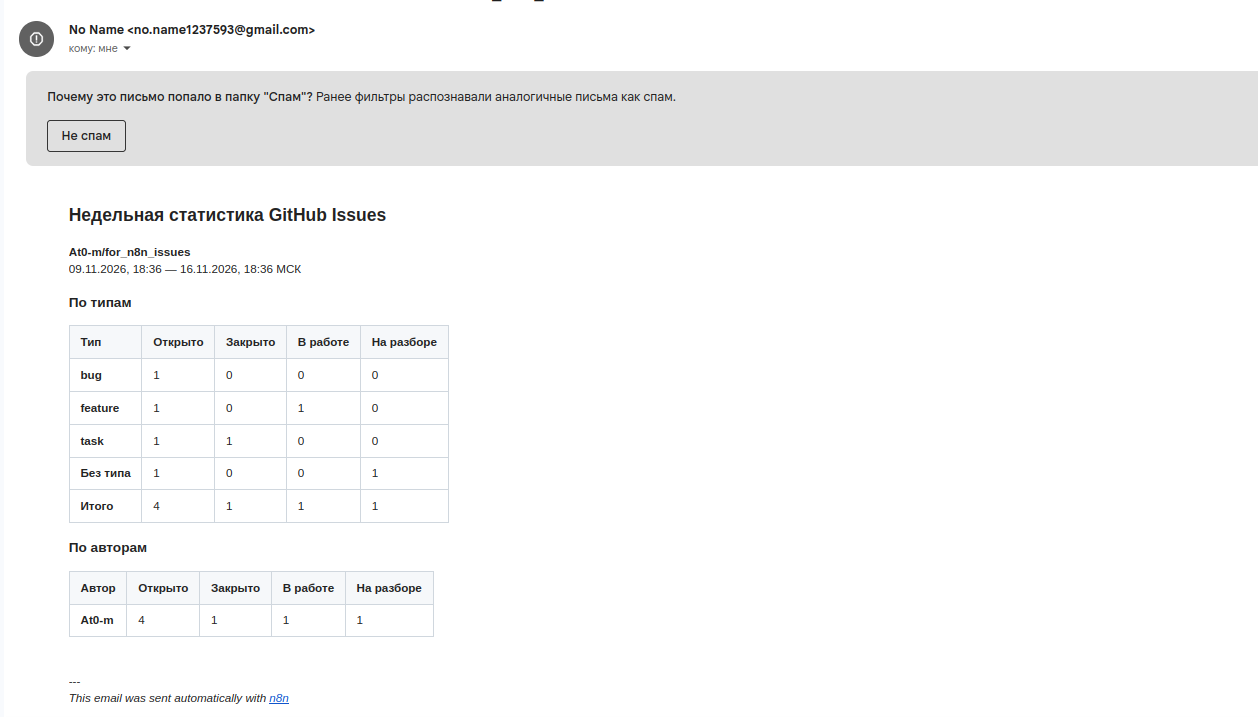 No Name <no.name1237593@gmail.com>
кому: мне
Почему это письмо попало в папку "Спам"? Ранее фильтры распознавали аналогичные письма как спам.
Не спам
Недельная статистика GitHub Issues
At0-m/for_n8n_issues
09.11.2026, 18:36 — 16.11.2026, 18:36 МСК
По типам
Тип Открыто Закрыто В работе На разборе
bug 1 0 0 0
feature 1 0 1 0
task 1 1 0 0
Без типа 1 0 0 1
Итого 4 1 1 1
По авторам
Автор Открыто Закрыто В работе На разборе
At0-m 4 1 1 1
---
This email was sent automatically with n8n